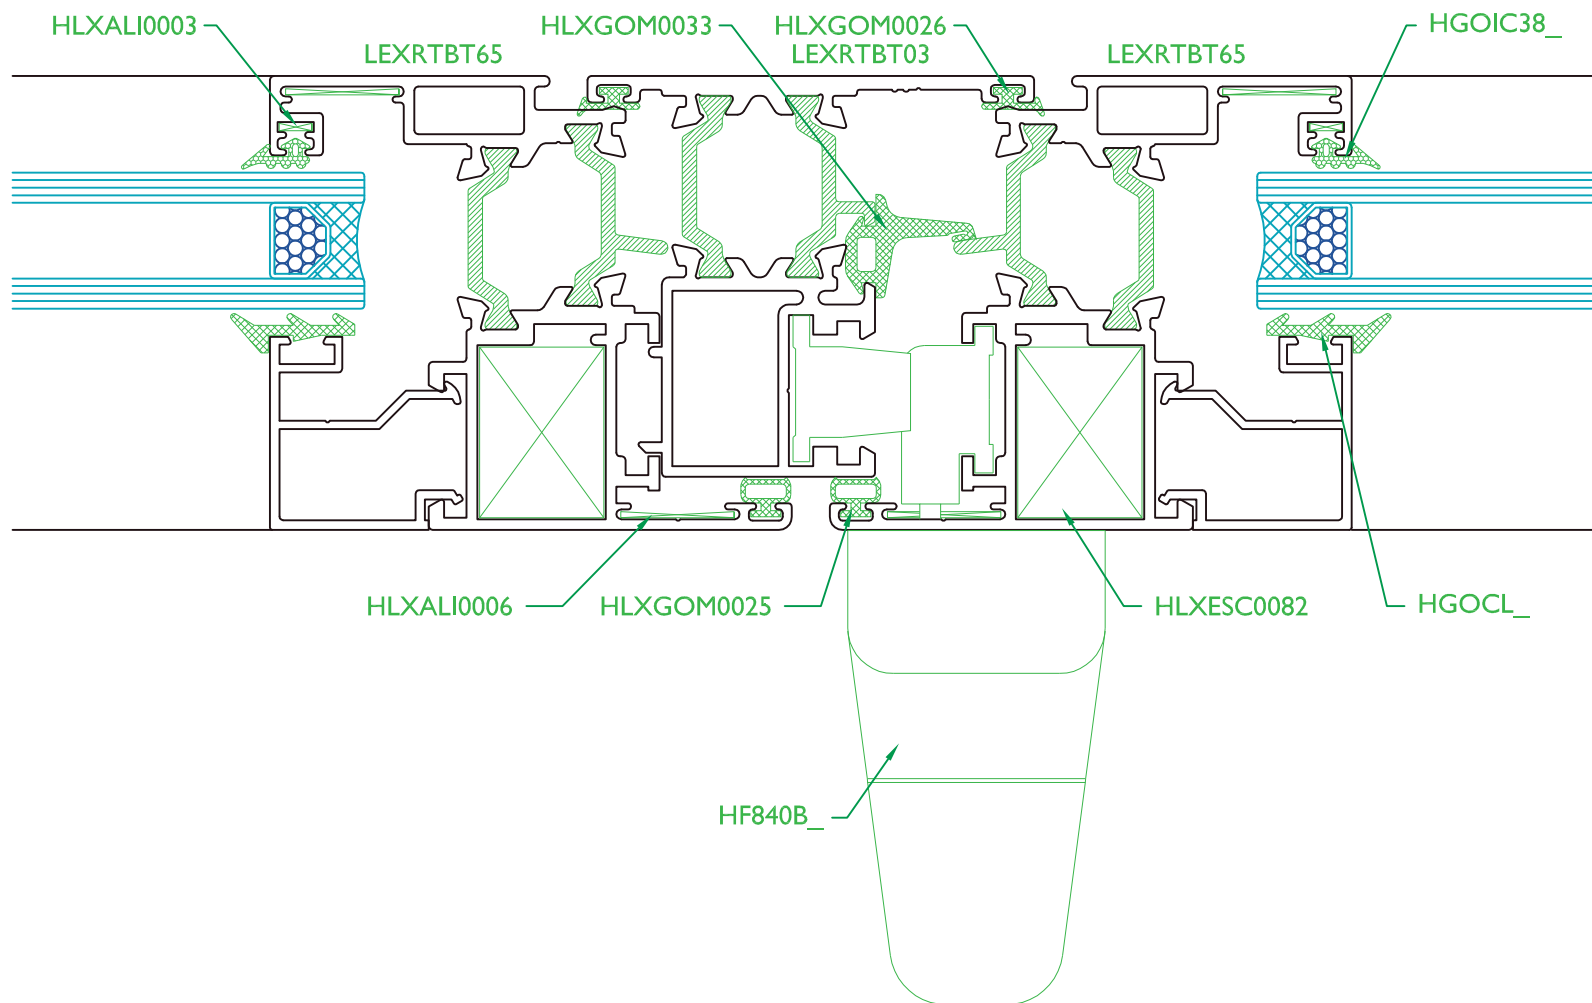 HLXALI0003
HLXGOM0033
HLXGOM0026
HGOIC38_
LEXRTBT65
LEXRTBT03
LEXRTBT65
HLXALI0006
HLXGOM0025
HLXESC0082
HGOCL_
HF840B_